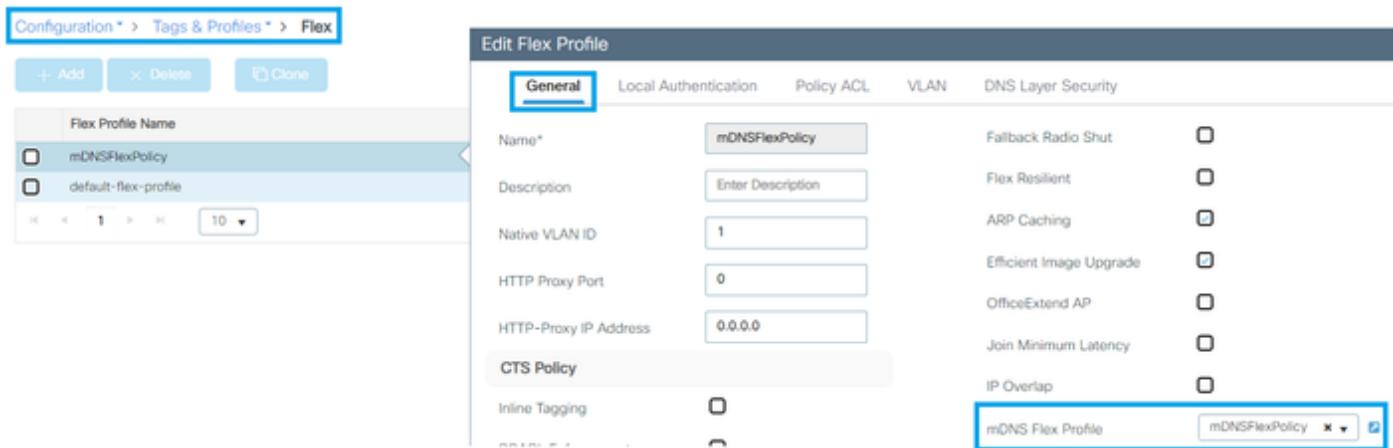 Configuration * > Tags & Profiles * > Flex
+ Add
× Delete
Clone
Flex Profile Name
mDNSFlexPolicy
default-flex-profile
1
10
Edit Flex Profile
General
Local Authentication
Policy ACL
VLAN
DNS Layer Security
Name*
mDNSFlexPolicy
Description
Enter Description
Native VLAN ID
1
HTTP Proxy Port
0
HTTP-Proxy IP Address
0.0.0.0
CTS Policy
Inline Tagging
Fallback Radio Shut
Flex Resilient
ARP Caching
Efficient Image Upgrade
OfficeExtend AP
Join Minimum Latency
IP Overlap
mDNS Flex Profile
mDNSFlexPolicy